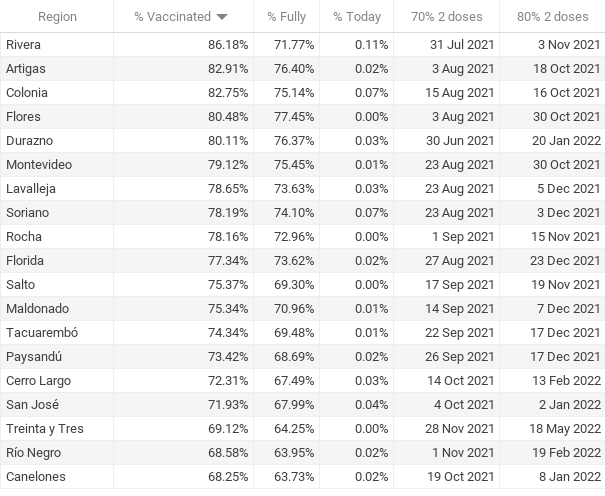 Region % Vaccinated % Fully % Today 70% 2 doses 80% 2 doses
Rivera 86.18% 71.77% 0.11% 31 Jul 2021 3 Nov 2021
Artigas 82.91% 76.40% 0.02% 3 Aug 2021 18 Oct 2021
Colonia 82.75% 75.14% 0.07% 15 Aug 2021 16 Oct 2021
Flores 80.48% 77.45% 0.00% 3 Aug 2021 30 Oct 2021
Durazno 80.11% 76.37% 0.03% 30 Jun 2021 20 Jan 2022
Montevideo 79.12% 75.45% 0.01% 23 Aug 2021 30 Oct 2021
Lavalleja 78.65% 73.63% 0.03% 23 Aug 2021 5 Dec 2021
Soriano 78.19% 74.10% 0.07% 23 Aug 2021 3 Dec 2021
Rocha 78.16% 72.96% 0.00% 1 Sep 2021 15 Nov 2021
Florida 77.34% 73.62% 0.02% 27 Aug 2021 23 Dec 2021
Salto 75.37% 69.30% 0.00% 17 Sep 2021 19 Nov 2021
Maldonado 75.34% 70.96% 0.01% 14 Sep 2021 7 Dec 2021
Tacuarembó 74.34% 69.48% 0.01% 22 Sep 2021 17 Dec 2021
Paysandú 73.42% 68.69% 0.02% 26 Sep 2021 17 Dec 2021
Cerro Largo 72.31% 67.49% 0.03% 14 Oct 2021 13 Feb 2022
San José 71.93% 67.99% 0.04% 4 Oct 2021 2 Jan 2022
Treinta y Tres 69.12% 64.25% 0.00% 28 Nov 2021 18 May 2022
Río Negro 68.58% 63.95% 0.02% 1 Nov 2021 19 Feb 2022
Canelones 68.25% 63.73% 0.02% 19 Oct 2021 8 Jan 2022